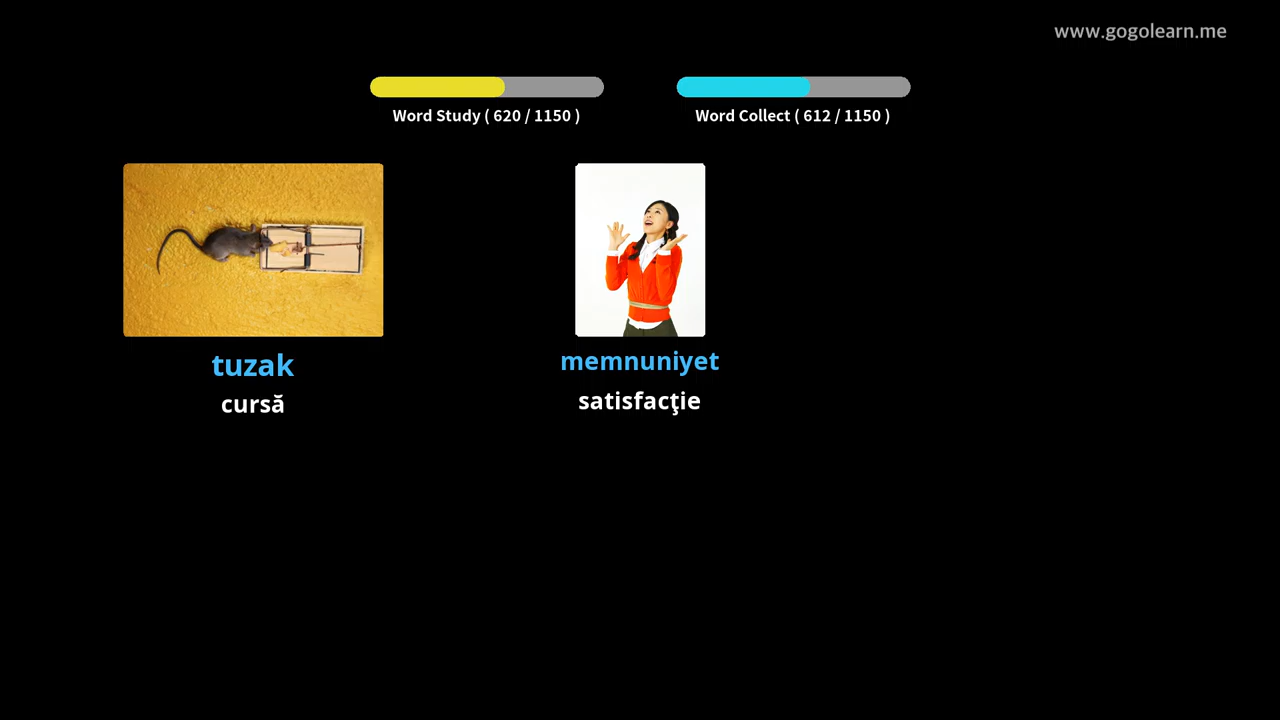 www.gogolearn.me
Word Study ( 620 / 1150 )
Word Collect ( 612 / 1150 )
tuzak
cursă
memnuniyet
satisfacţie